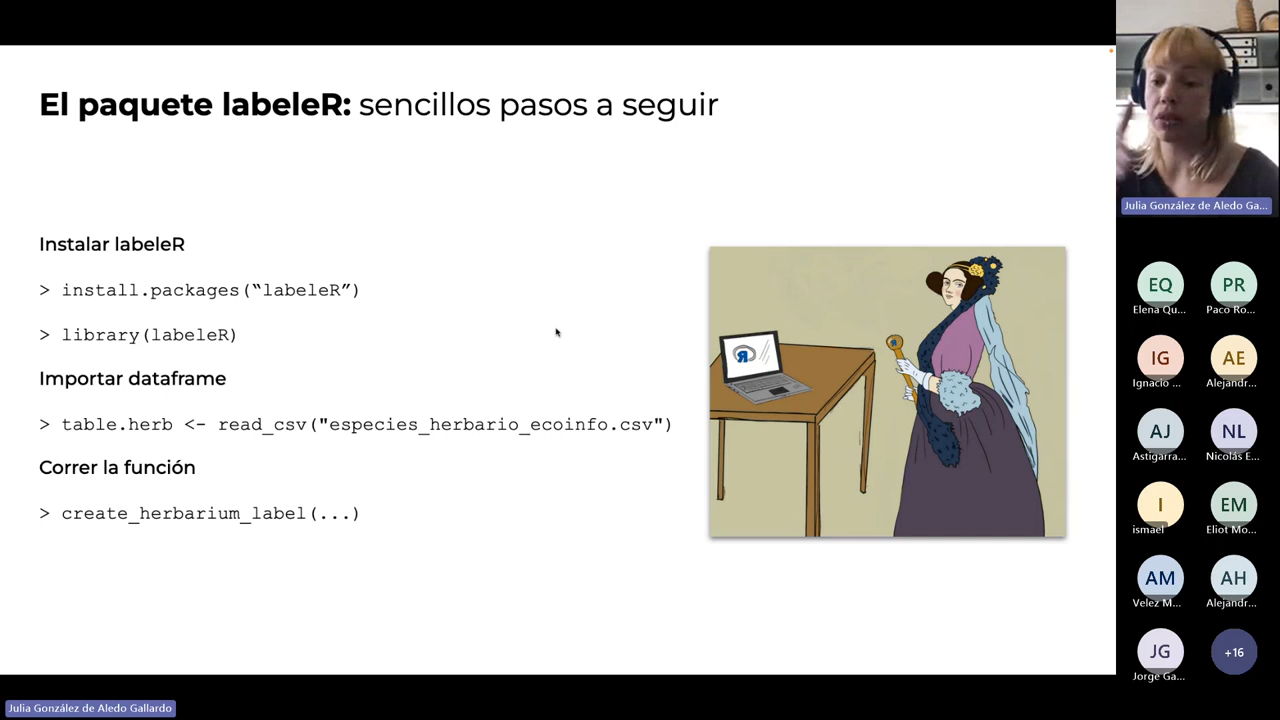 El paquete labeleR: sencillos pasos a seguir
Instalar labeleR
> install.packages(“labeleR”)
> library(labeleR)
Importar dataframe
> table.herb <- read_csv("especies_herbario_ecoinfo.csv")
Correr la función
> create_herbarium_label(...)
R
Julia González de Aledo Ga...
EQ
Elena Qu...
PR
Paco Ro...
IG
Ignacio ...
AE
Alejandr...
AJ
Astigarra...
NL
Nicolás E...
I
ismael
EM
Eliot Mo...
AM
Velez M...
AH
Alejandr...
JG
Jorge Ga...
+16
Julia González de Aledo Gallardo